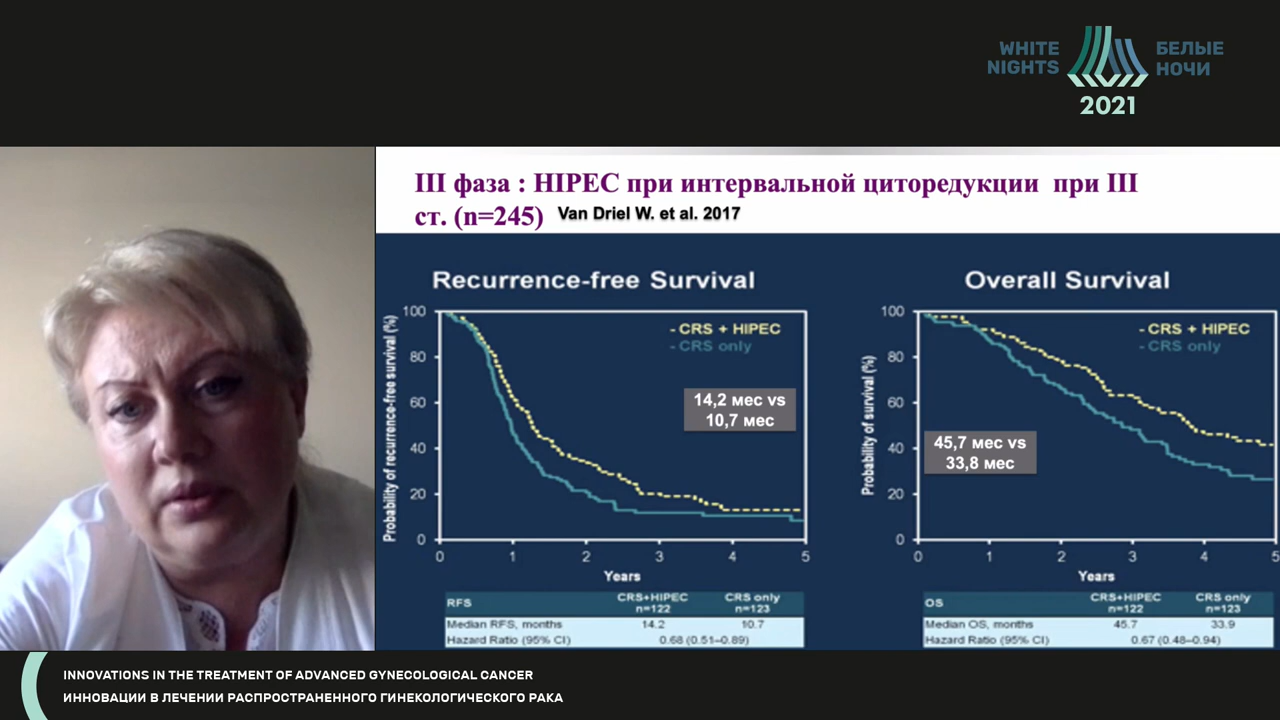 WHITE
NIGHTS
БЕЛЫЕ
НОЧИ
2021
III фаза : HIPEC при интервальной циторедукции при III
ст. (n=245) Van Driel W. et al. 2017
Recurrence-free Survival
Probability of recurrence-free survival (%)
100
80
60
40
20
0
- CRS + HIPEC
- CRS only
14,2 мес vs
10,7 мес
0 1 2 3 4 5
Years
RFS CRS+HIPEC n=122 CRS only n=123
Median RFS, months 14.2 10.7
Hazard Ratio (95% CI) 0.68 (0.51–0.89)
Overall Survival
Probability of survival (%)
100
80
60
40
20
0
- CRS + HIPEC
- CRS only
45,7 мес vs
33,8 мес
0 1 2 3 4 5
Years
OS CRS+HIPEC n=122 CRS only n=123
Median OS, months 45.7 33.9
Hazard Ratio (95% CI) 0.67 (0.48–0.94)
INNOVATIONS IN THE TREATMENT OF ADVANCED GYNECOLOGICAL CANCER
ИННОВАЦИИ В ЛЕЧЕНИИ РАСПРОСТРАНЕННОГО ГИНЕКОЛОГИЧЕСКОГО РАКА